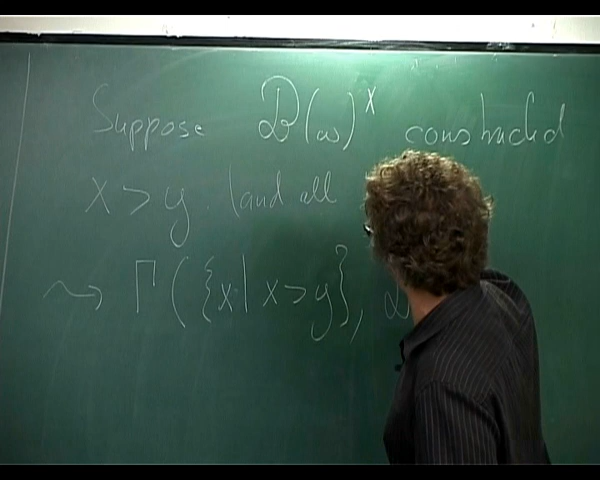 Suppose B(w)^x constructed
x > y. (and all
⇝ Γ({x | x > y},